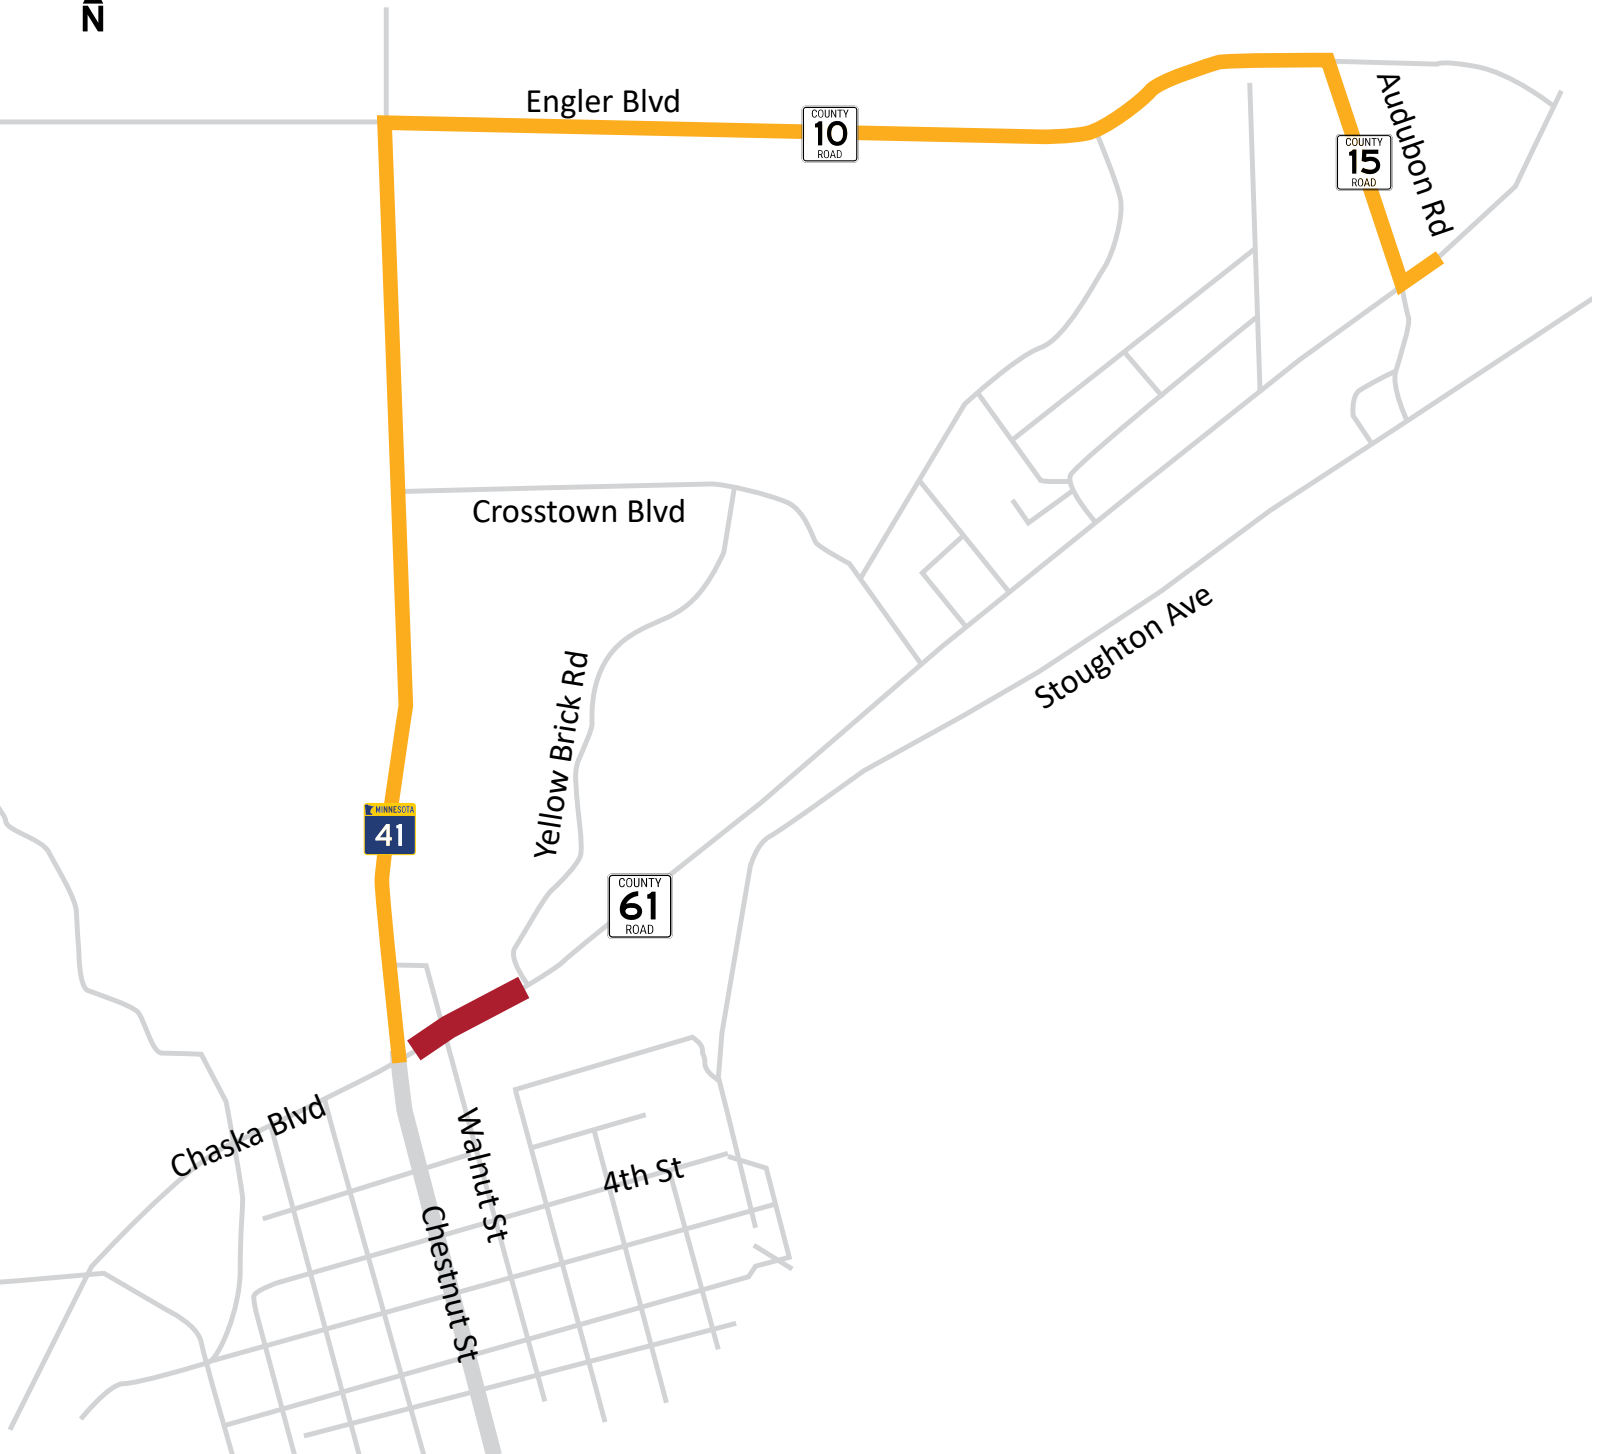 N
Engler Blvd
COUNTY
10
ROAD
Audubon Rd
COUNTY
15
ROAD
Crosstown Blvd
Stoughton Ave
Yellow Brick Rd
MINNESOTA
41
COUNTY
61
ROAD
Chaska Blvd
Walnut St
4th St
Chestnut St